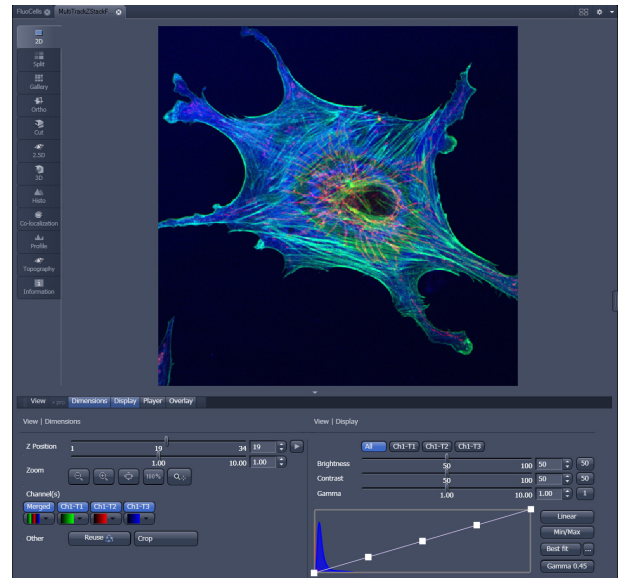 FluoCells
MultiTrackZStackF...
2D
Split
Gallery
Ortho
Cut
2,5D
3D
Histo
Co-localization
Profile
Topography
Information
View Dimensions Display Player Overlay
View | Dimensions
Z Position 1 19 34 19
Zoom 1.00 10.00 1.00
100%
Channel(s)
Merged Ch1-T1 Ch1-T2 Ch1-T3
Other Reuse Crop
View | Display
All Ch1-T1 Ch1-T2 Ch1-T3
Brightness 50 100 50 50
Contrast 50 100 50 50
Gamma 1.00 10.00 1.00 1
Linear
Min/Max
Best fit ...
Gamma 0.45